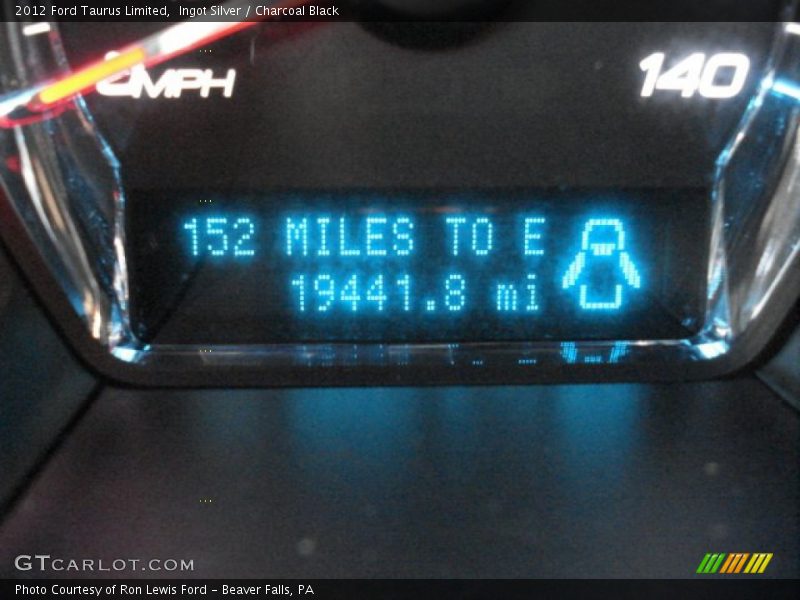 2012 Ford Taurus Limited,  Ingot Silver / Charcoal Black
MPH
140
152 MILES TO E
19441.8 mi
GTCARLOT.COM
Photo Courtesy of Ron Lewis Ford - Beaver Falls, PA